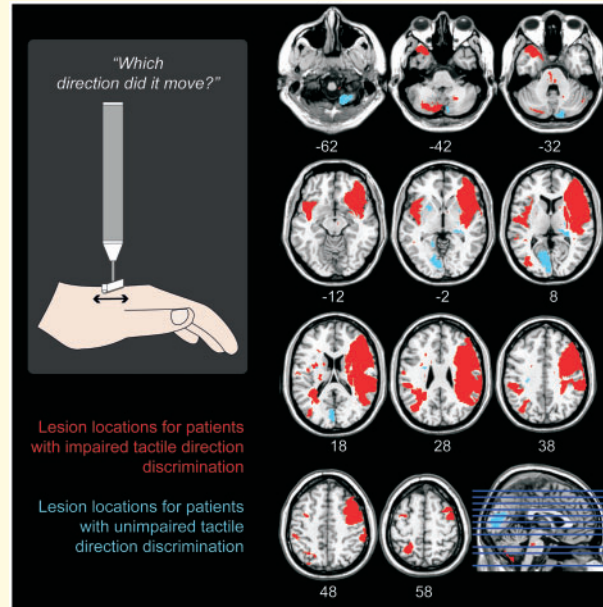 “Which
direction did it move?”
-62
-42
-32
-12
-2
8
18
28
38
Lesion locations for patients
with impaired tactile direction
discrimination
Lesion locations for patients
with unimpaired tactile
direction discrimination
48
58